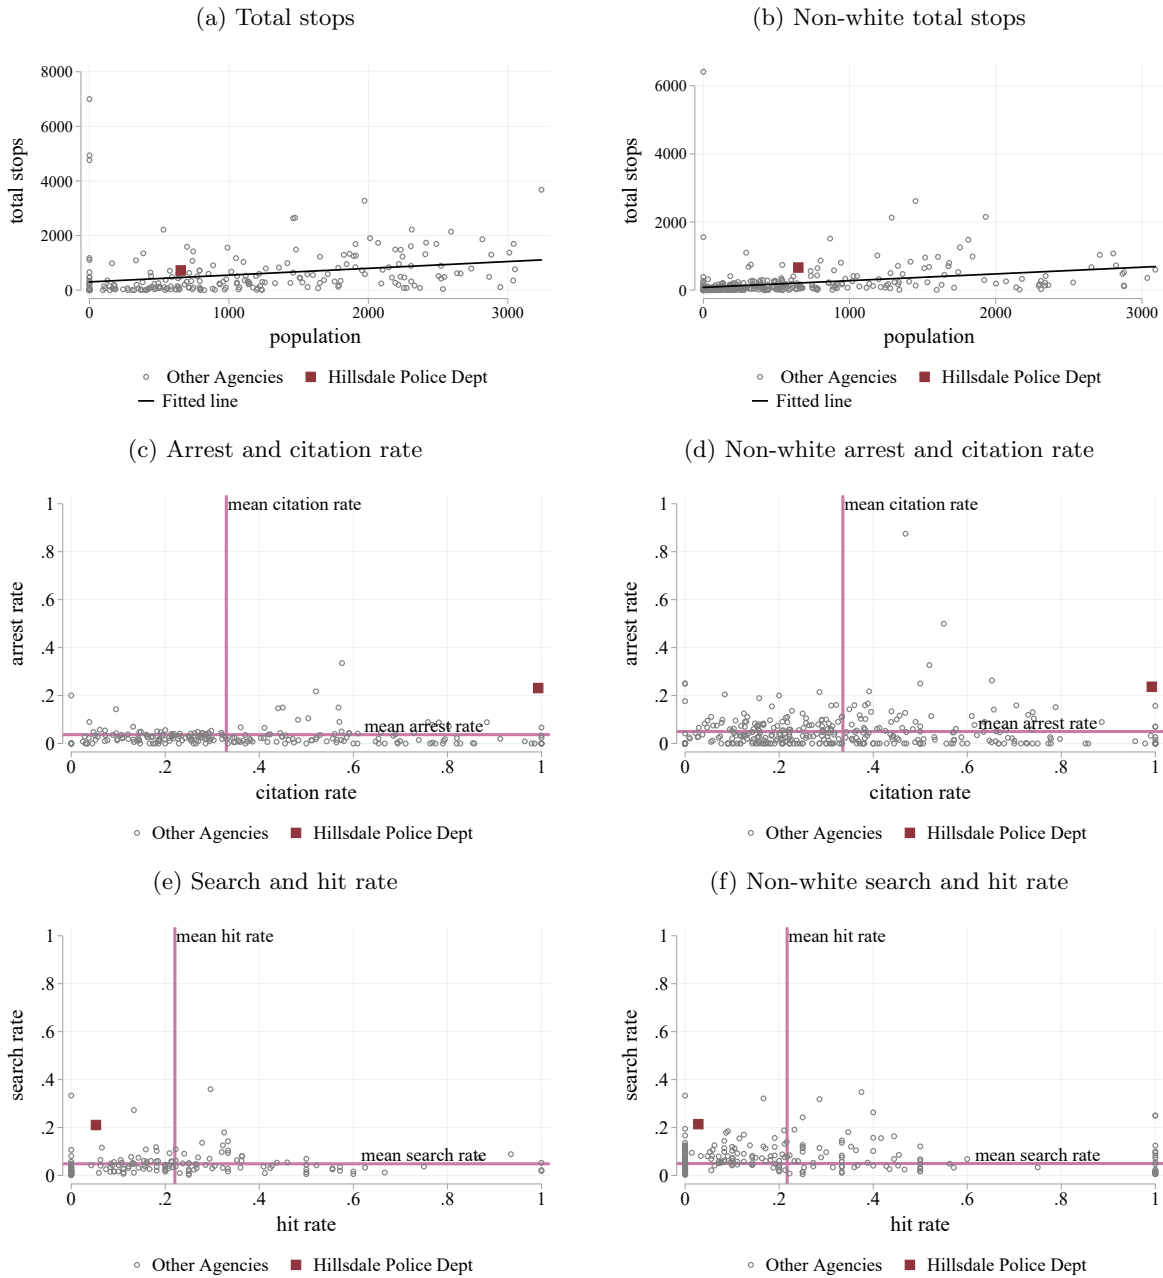 (a) Total stops
(b) Non-white total stops
total stops
8000
6000
4000
2000
0
0 1000 2000 3000
population
Other Agencies Hillsdale Police Dept
Fitted line
total stops
6000
4000
2000
0
0 1000 2000 3000
population
Other Agencies Hillsdale Police Dept
Fitted line
(c) Arrest and citation rate
(d) Non-white arrest and citation rate
arrest rate
1
.8
.6
.4
.2
0
mean citation rate
mean arrest rate
0 .2 .4 .6 .8 1
citation rate
Other Agencies Hillsdale Police Dept
arrest rate
1
.8
.6
.4
.2
0
mean citation rate
mean arrest rate
0 .2 .4 .6 .8 1
citation rate
Other Agencies Hillsdale Police Dept
(e) Search and hit rate
(f) Non-white search and hit rate
search rate
1
.8
.6
.4
.2
0
mean hit rate
mean search rate
0 .2 .4 .6 .8 1
hit rate
Other Agencies Hillsdale Police Dept
search rate
1
.8
.6
.4
.2
0
mean hit rate
mean search rate
0 .2 .4 .6 .8 1
hit rate
Other Agencies Hillsdale Police Dept